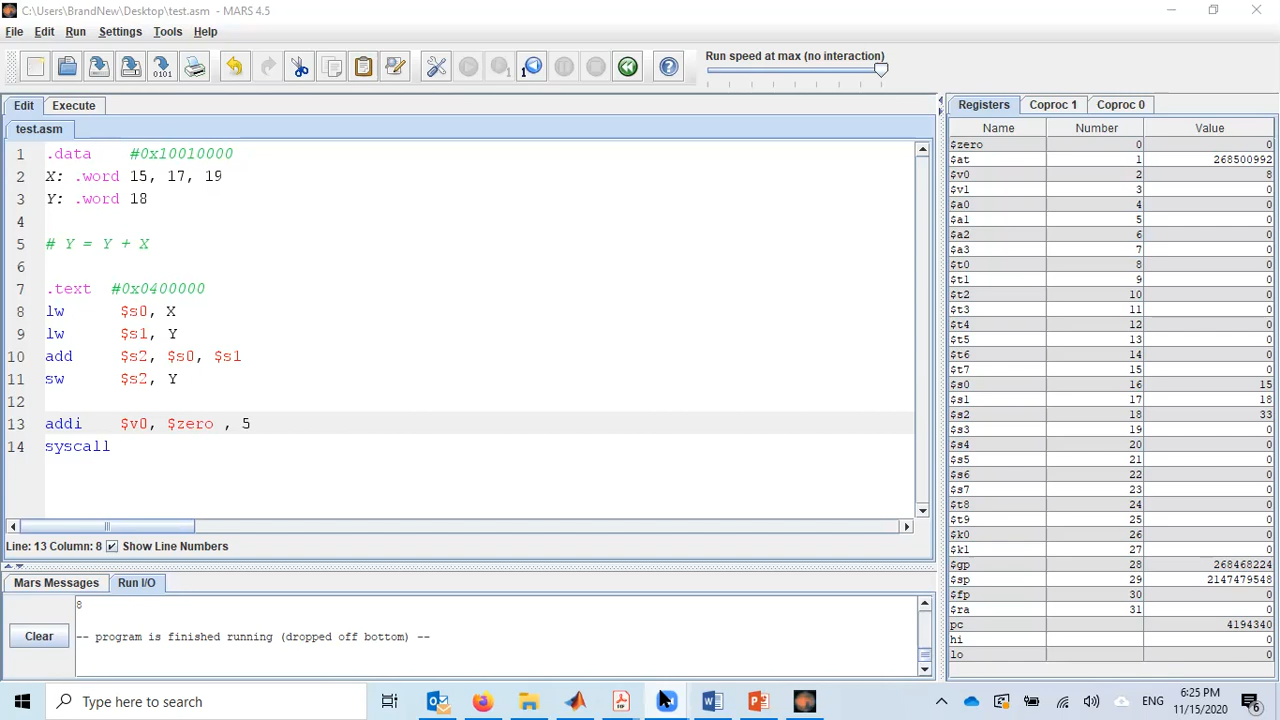 C:\Users\BrandNew\Desktop\test.asm - MARS 4.5
File Edit Run Settings Tools Help
Run speed at max (no interaction)
Edit Execute
test.asm
1 .data #0x10010000
2 X: .word 15, 17, 19
3 Y: .word 18
4
5 # Y = Y + X
6
7 .text #0x0400000
8 lw $s0, X
9 lw $s1, Y
10 add $s2, $s0, $s1
11 sw $s2, Y
12
13 addi $v0, $zero , 5
14 syscall
Line: 13 Column: 8 Show Line Numbers
Mars Messages Run I/O
Clear
8
-- program is finished running (dropped off bottom) --
Registers Coproc 1 Coproc 0
Name Number Value
$zero 0 0
$at 1 268500992
$v0 2 8
$v1 3 0
$a0 4 0
$a1 5 0
$a2 6 0
$a3 7 0
$t0 8 0
$t1 9 0
$t2 10 0
$t3 11 0
$t4 12 0
$t5 13 0
$t6 14 0
$t7 15 0
$s0 16 15
$s1 17 18
$s2 18 33
$s3 19 0
$s4 20 0
$s5 21 0
$s6 22 0
$s7 23 0
$t8 24 0
$t9 25 0
$k0 26 0
$k1 27 0
$gp 28 268468224
$sp 29 2147479548
$fp 30 0
$ra 31 0
pc 4194340
hi 0
lo 0
Type here to search
ENG
6:25 PM
11/15/2020
6